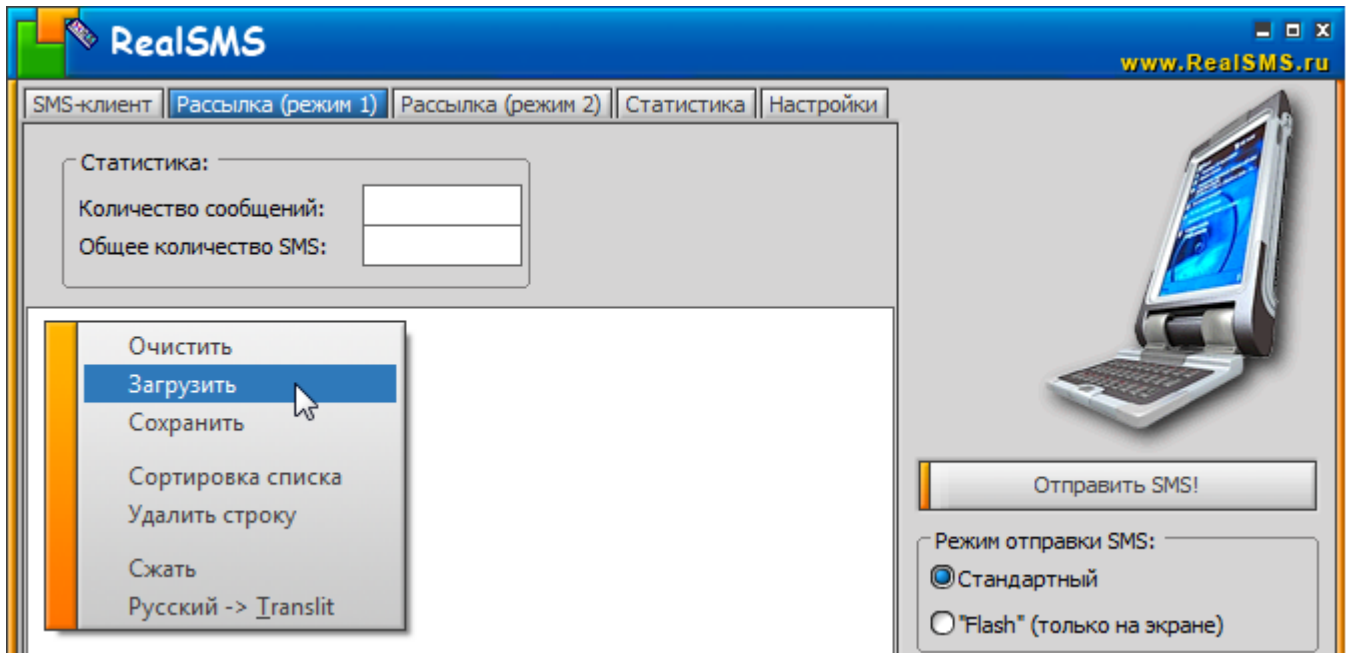 RealSMS
www.RealSMS.ru
SMS-клиент Рассылка (режим 1) Рассылка (режим 2) Статистика Настройки
Статистика:
Количество сообщений:
Общее количество SMS:
Очистить
Загрузить
Сохранить
Сортировка списка
Удалить строку
Сжать
Русский -> Translit
Отправить SMS!
Режим отправки SMS:
Стандартный
"Flash" (только на экране)